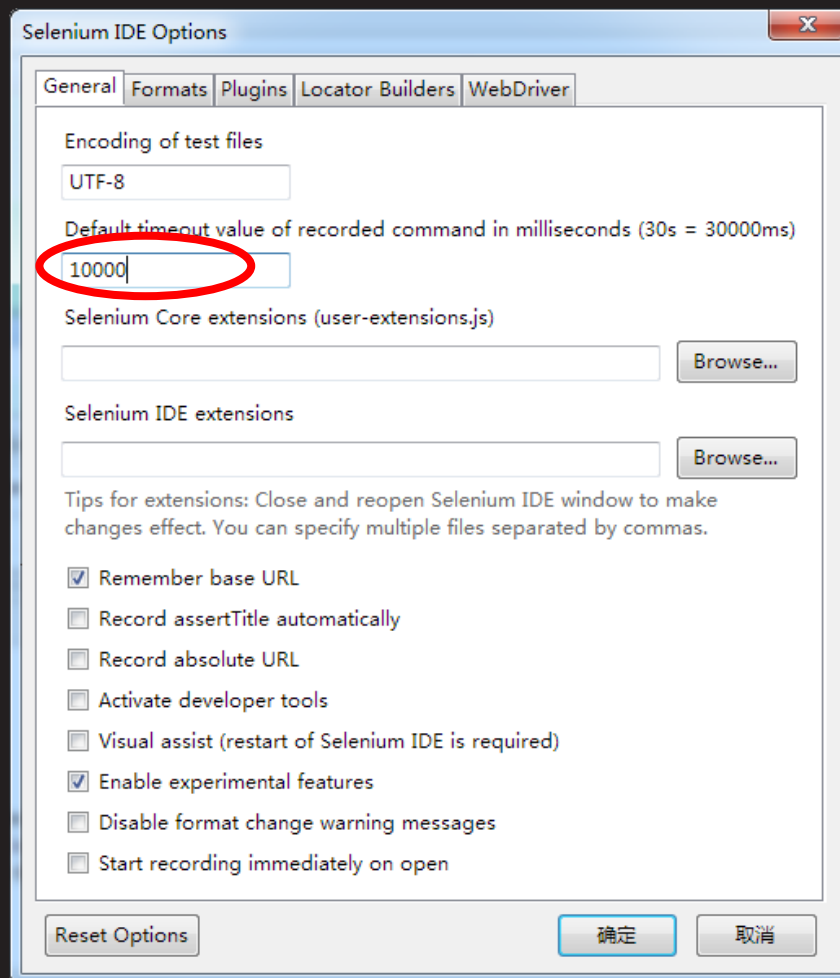 Selenium IDE Options
General Formats Plugins Locator Builders WebDriver
Encoding of test files
UTF-8
Default timeout value of recorded command in milliseconds (30s = 30000ms)
10000
Selenium Core extensions (user-extensions.js)
Browse...
Selenium IDE extensions
Browse...
Tips for extensions: Close and reopen Selenium IDE window to make
changes effect. You can specify multiple files separated by commas.
Remember base URL
Record assertTitle automatically
Record absolute URL
Activate developer tools
Visual assist (restart of Selenium IDE is required)
Enable experimental features
Disable format change warning messages
Start recording immediately on open
Reset Options 确定 取消